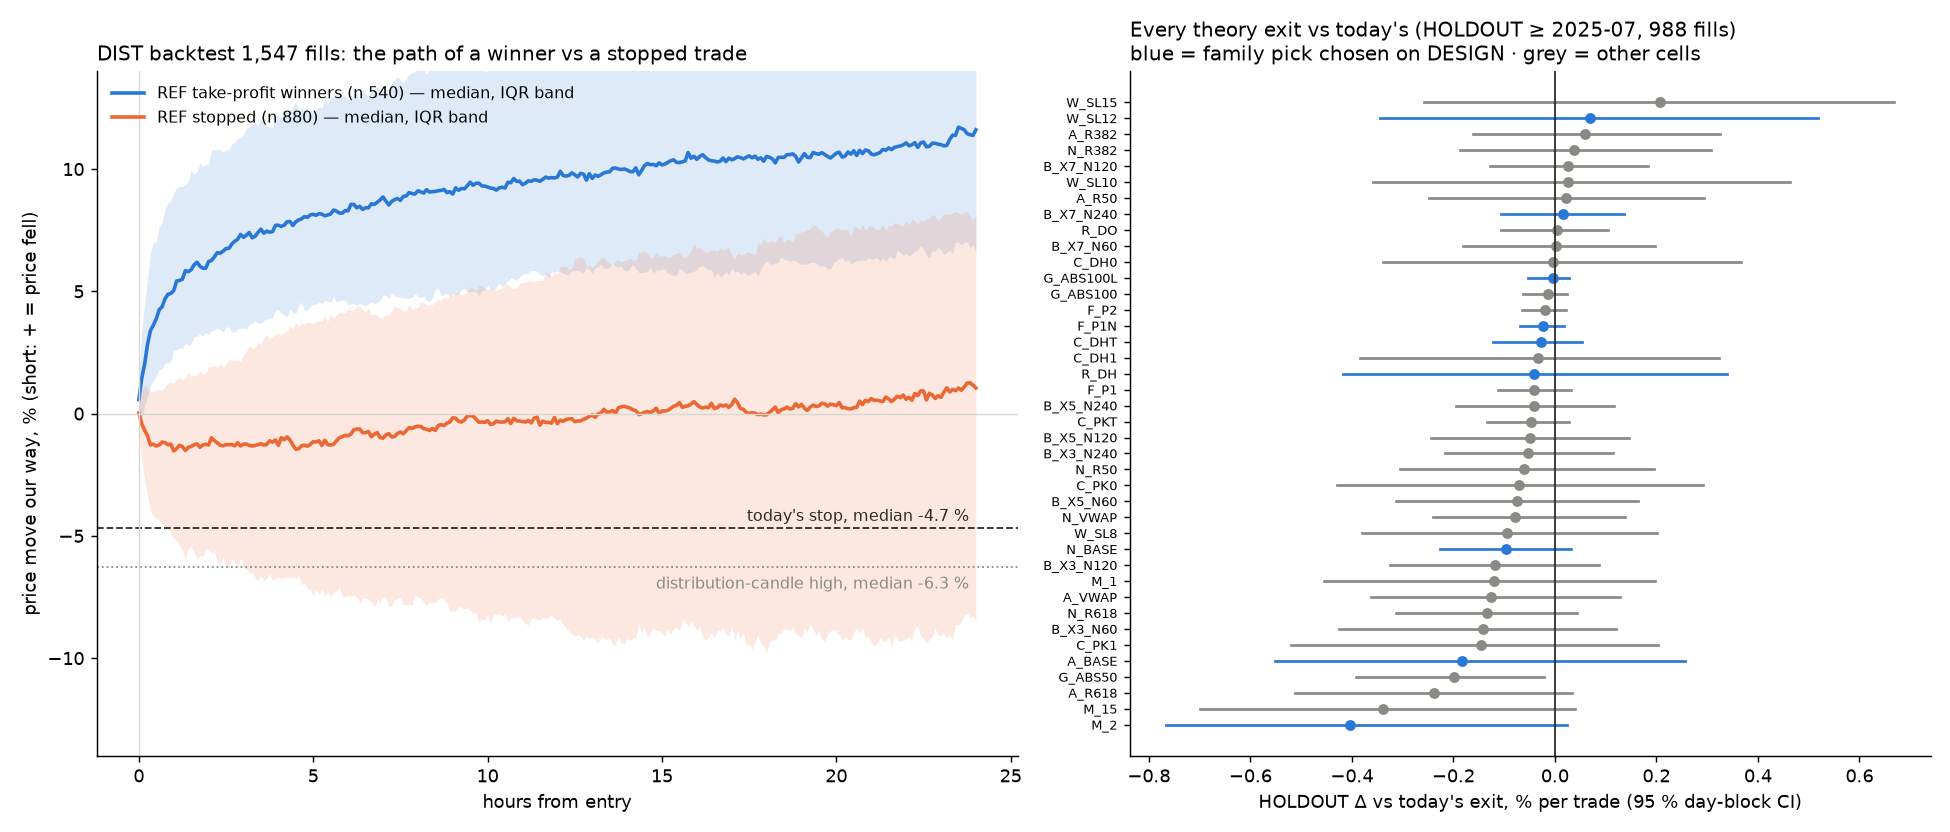 DIST backtest 1,547 fills: the path of a winner vs a stopped trade
REF take-profit winners (n 540) — median, IQR band
REF stopped (n 880) — median, IQR band
10
5
0
−5
−10
price move our way, % (short: + = price fell)
today's stop, median -4.7 %
distribution-candle high, median -6.3 %
0
5
10
15
20
25
hours from entry
Every theory exit vs today's (HOLDOUT ≥ 2025-07, 988 fills)
blue = family pick chosen on DESIGN · grey = other cells
W_SL15
W_SL12
A_R382
N_R382
B_X7_N120
W_SL10
A_R50
B_X7_N240
R_DO
B_X7_N60
C_DH0
G_ABS100L
G_ABS100
F_P2
F_P1N
C_DHT
C_DH1
R_DH
F_P1
B_X5_N240
C_PKT
B_X5_N120
B_X3_N240
N_R50
C_PK0
B_X5_N60
N_VWAP
W_SL8
N_BASE
B_X3_N120
M_1
A_VWAP
N_R618
B_X3_N60
C_PK1
A_BASE
G_ABS50
A_R618
M_15
M_2
−0.8
−0.6
−0.4
−0.2
0.0
0.2
0.4
0.6
HOLDOUT Δ vs today's exit, % per trade (95 % day-block CI)